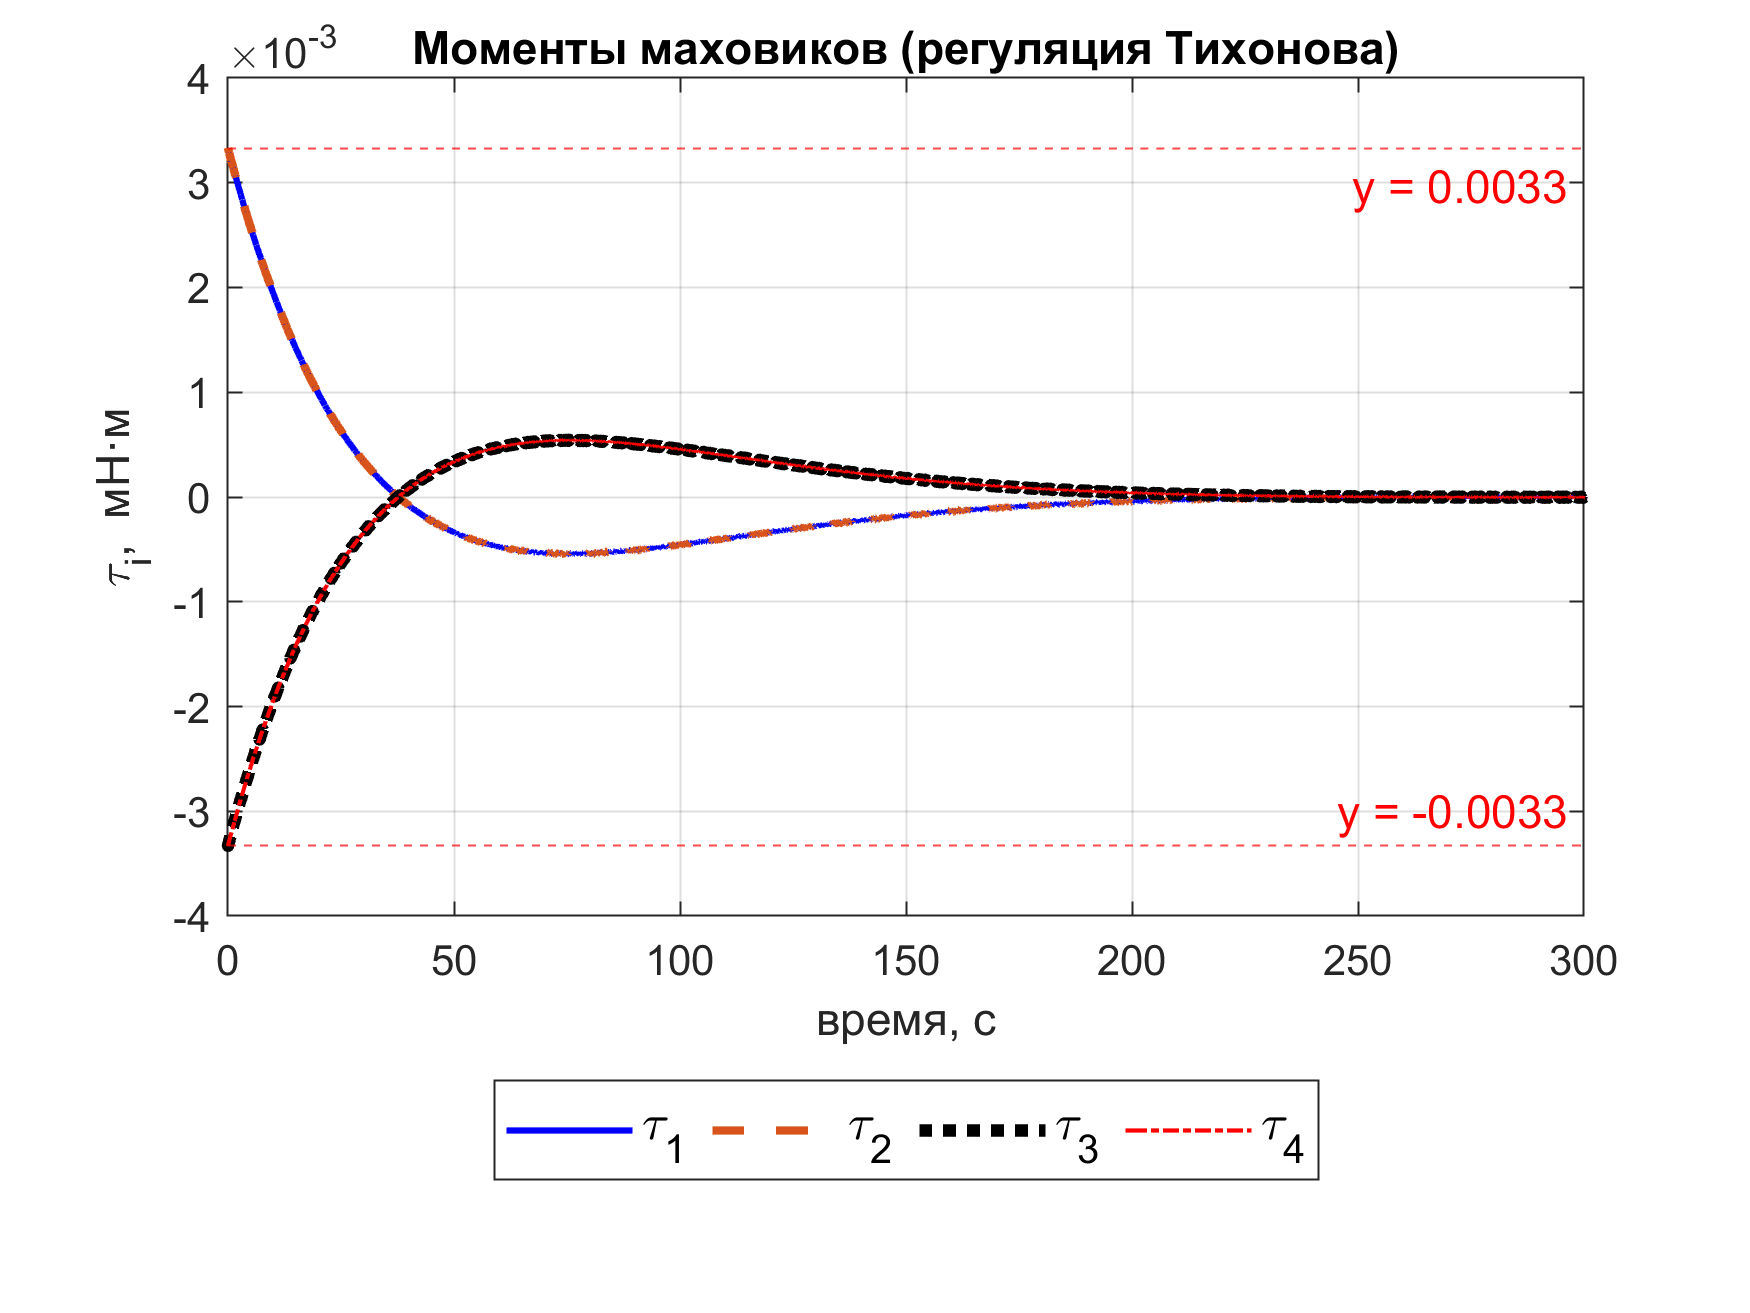 ×10⁻³
Моменты маховиков (регуляция Тихонова)
4
3
2
1
0
-1
-2
-3
-4
τᵢ, мН·м
y = 0.0033
y = -0.0033
0 50 100 150 200 250 300
время, с
τ₁ τ₂ τ₃ τ₄